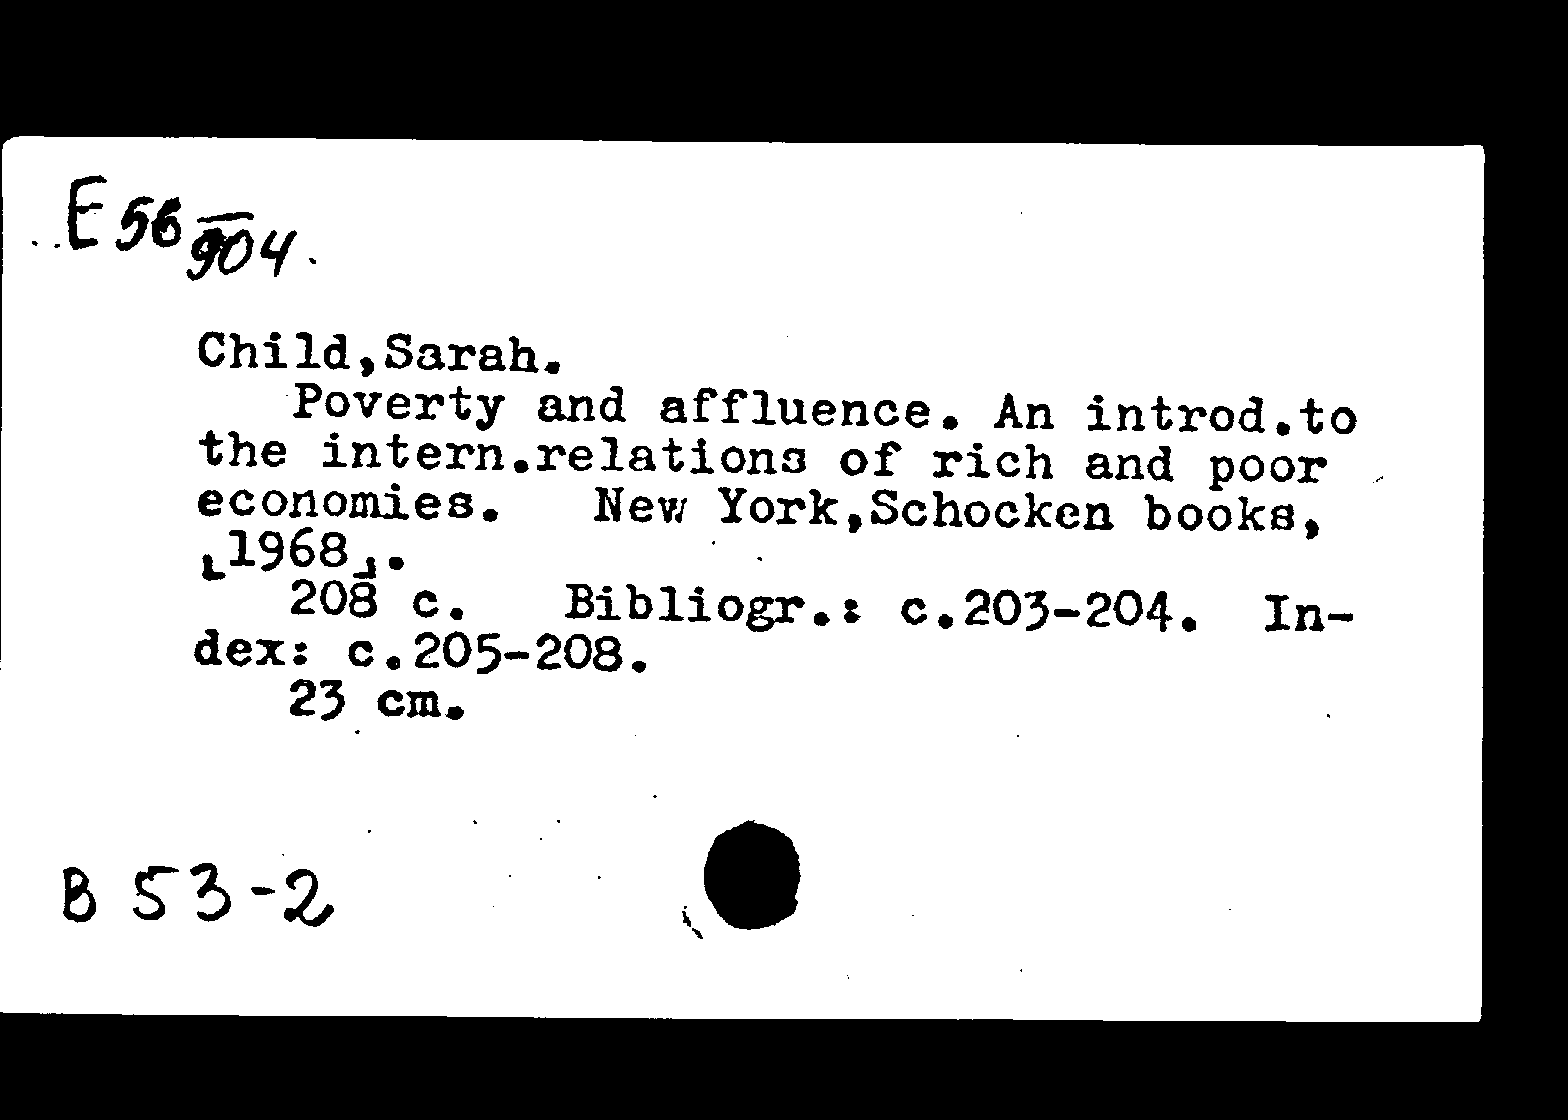 E 56
904
Child,Sarah.
Poverty and affluence. An introd.to
the intern.relations of rich and poor
economies. New York,Schocken books,
[1968].
208 c. Bibliogr.: c.203-204. In-
dex: c.205-208.
23 cm.
B 53-2